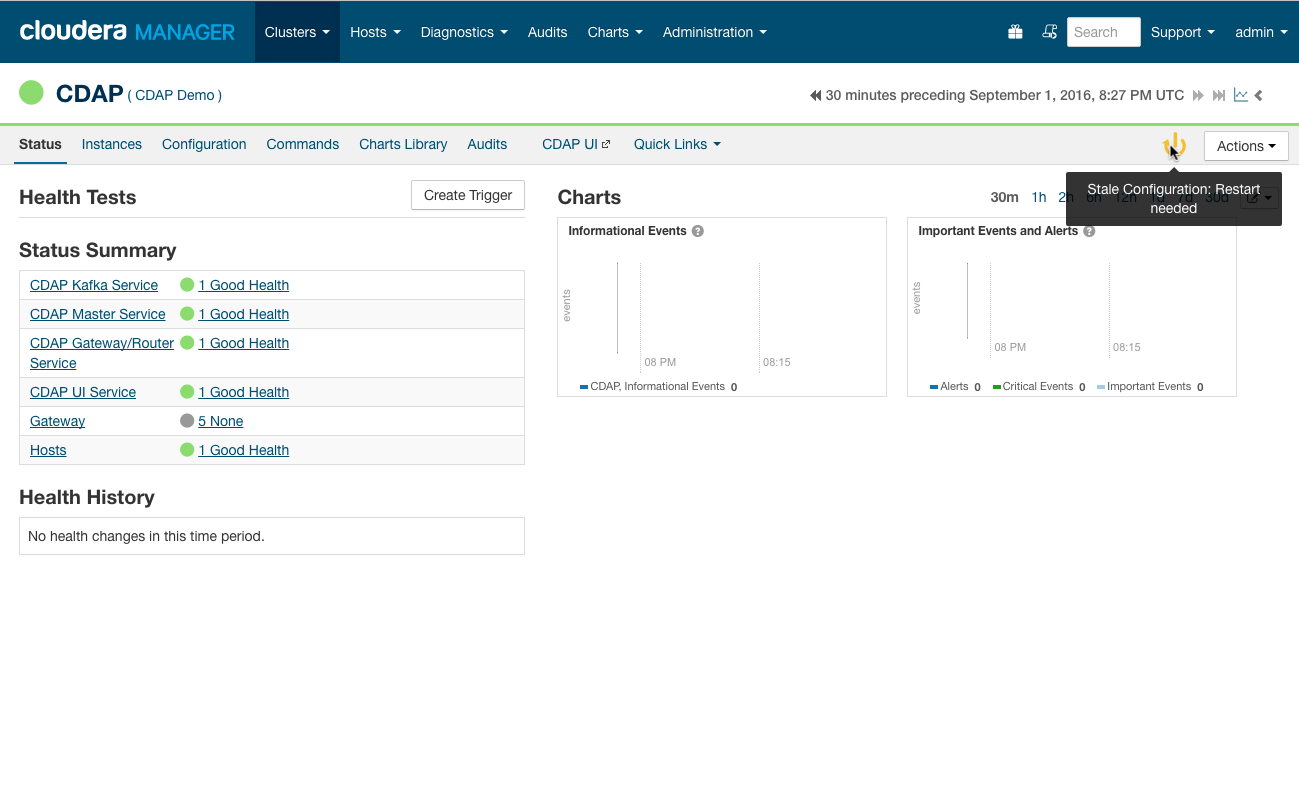 cloudera MANAGER Clusters Hosts Diagnostics Audits Charts Administration Search Support admin
CDAP ( CDAP Demo ) 30 minutes preceding September 1, 2016, 8:27 PM UTC
Status Instances Configuration Commands Charts Library Audits CDAP UI Quick Links Actions
Stale Configuration: Restart
needed
Health Tests Create Trigger
Status Summary
CDAP Kafka Service 1 Good Health
CDAP Master Service 1 Good Health
CDAP Gateway/Router 1 Good Health
Service
CDAP UI Service 1 Good Health
Gateway 5 None
Hosts 1 Good Health
Health History
No health changes in this time period.
Charts 30m 1h 2h 6h 12h 1d 7d 30d
Informational Events ?
events
08 PM 08:15
CDAP, Informational Events 0
Important Events and Alerts ?
events
08 PM 08:15
Alerts 0 Critical Events 0 Important Events 0